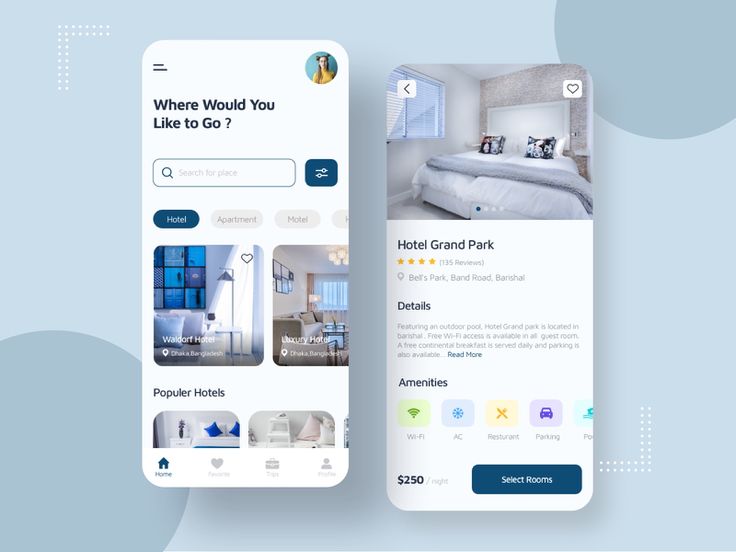 Where Would You
Like to Go ?
Search for place
Hotel
Apartment
Motel
H
Waldorf Hotel
Dhaka,Bangladesh
Luxury Hotel
Dhaka,Bangladesh
Populer Hotels
Home
Favorite
Trips
Profile
Hotel Grand Park
(135 Reviews)
Bell's Park, Band Road, Barishal
Details
Featuring an outdoor pool, Hotel Grand park is located in
barishal . Free Wi-Fi access is available in all guest room.
A free continental breakfast is served daily and parking is
also available... Read More
Amenities
WI-FI
AC
Resturant
Parking
Poo
$250 / night
Select Rooms